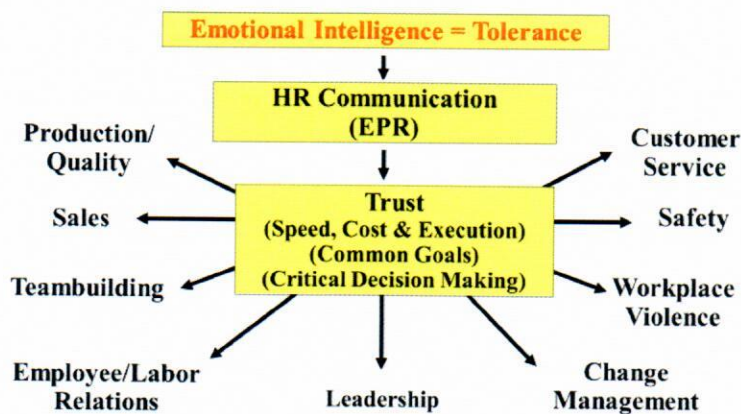 Emotional Intelligence = Tolerance
HR Communication
(EPR)
Production/
Quality
Customer
Service
Trust
(Speed, Cost & Execution)
(Common Goals)
(Critical Decision Making)
Sales
Safety
Teambuilding
Workplace
Violence
Employee/Labor
Relations
Leadership
Change
Management